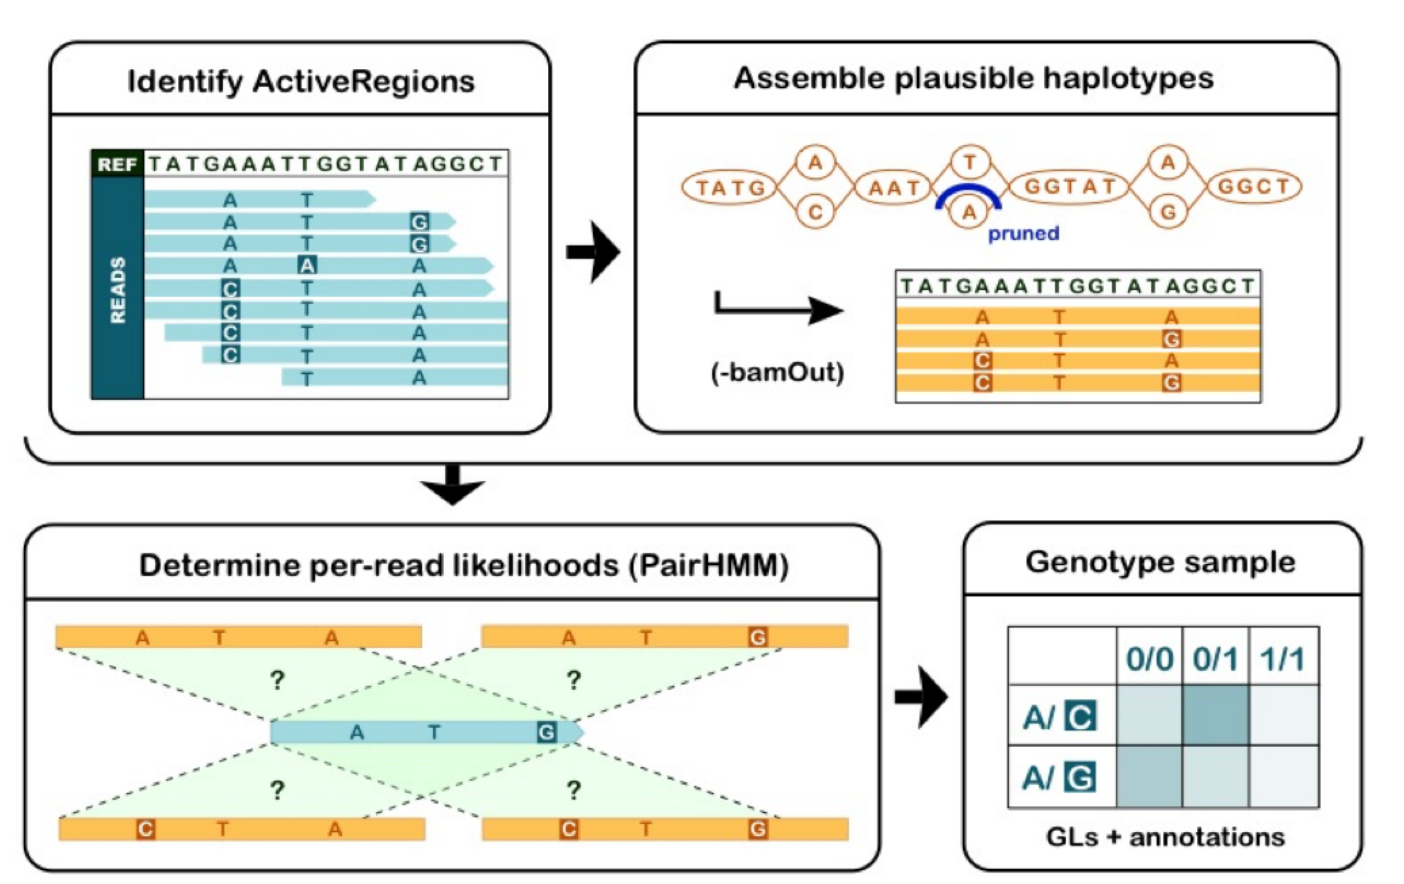 Identify ActiveRegions
REF TATGAAATTGGTATAGGCT
READS
A T
A T G
A T G
A A A
C T A
C T A
C T A
C T A
T A
Assemble plausible haplotypes
TATG A C AAT T A GGTAT A G GGCT
pruned
(-bamOut)
TATGAAATTGGTATAGGCT
A T A
A T G
C T A
C T G
Determine per-read likelihoods (PairHMM)
A T A A T G
? ?
A T G
? ?
C T A C T G
Genotype sample
0/0 0/1 1/1
A/ C
A/ G
GLs + annotations